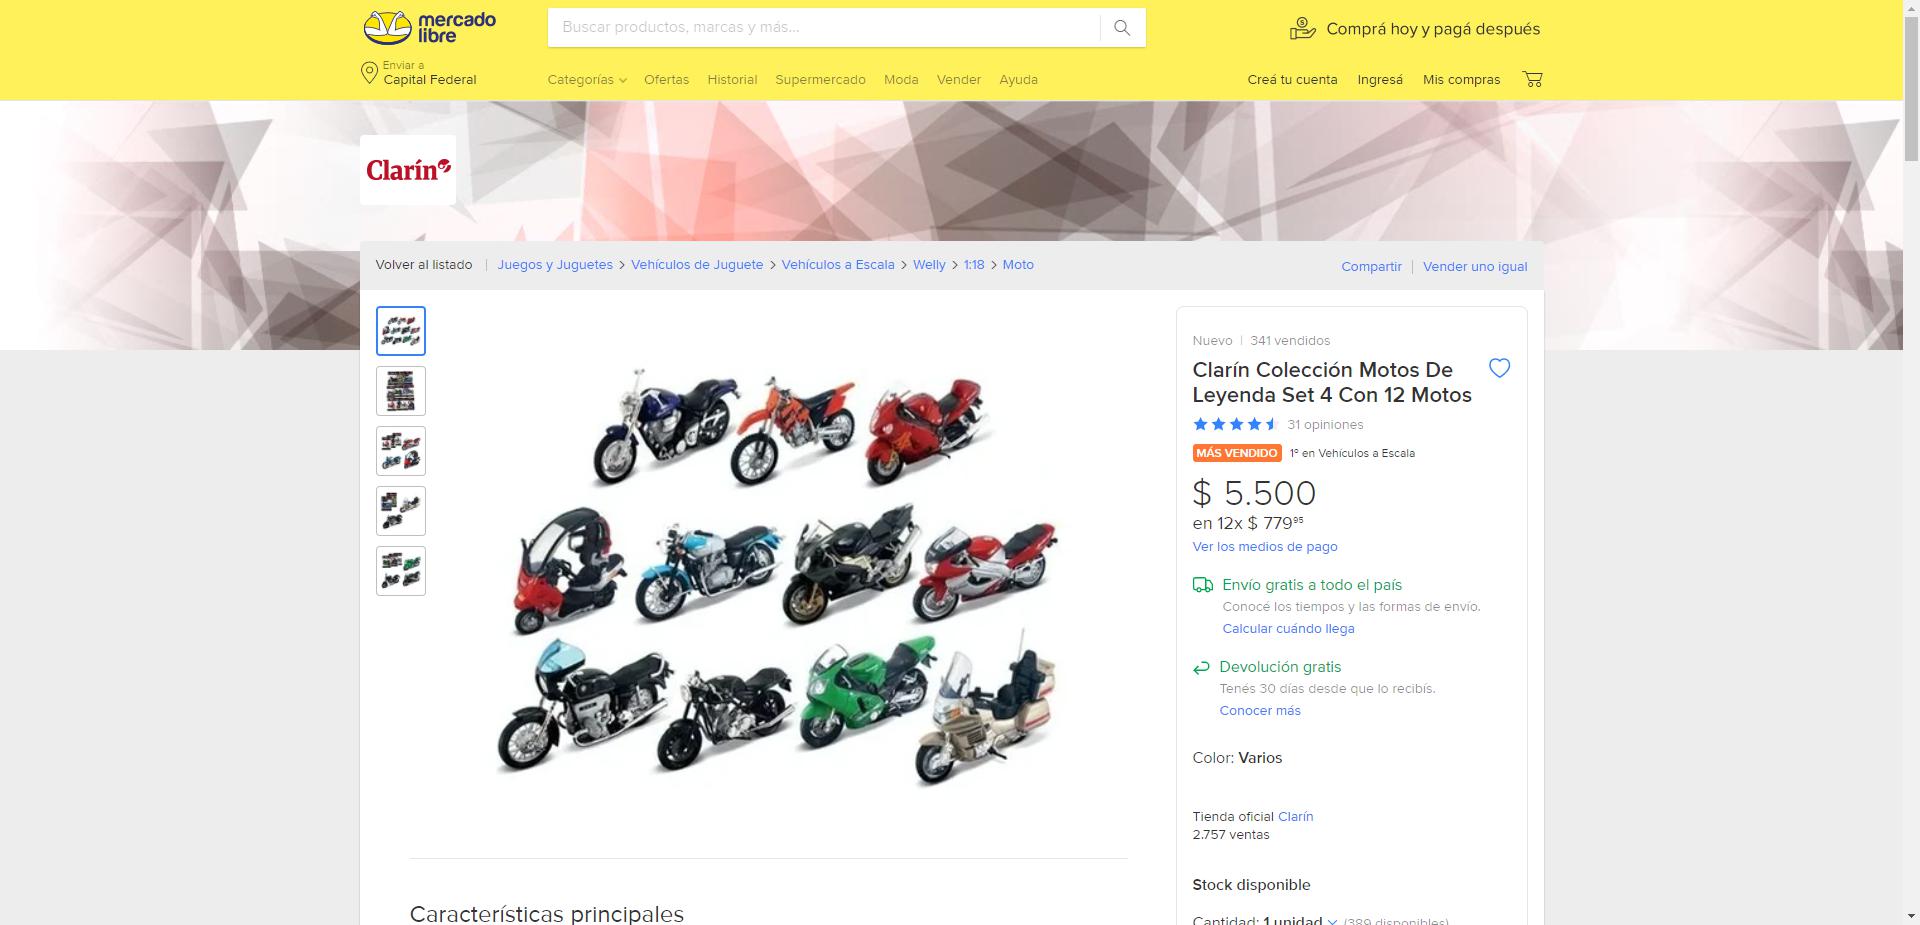 mercado
libre
Buscar productos, marcas y más...
Comprá hoy y pagá después
Enviar a
Capital Federal
Categorías
Ofertas
Historial
Supermercado
Moda
Vender
Ayuda
Creá tu cuenta
Ingresá
Mis compras
Clarín
Volver al listado
Juegos y Juguetes > Vehículos de Juguete > Vehículos a Escala > Welly > 1:18 > Moto
Compartir
Vender uno igual
Nuevo | 341 vendidos
Clarín Colección Motos De
Leyenda Set 4 Con 12 Motos
31 opiniones
MÁS VENDIDO 1º en Vehículos a Escala
$ 5.500
en 12x $ 779⁹⁵
Ver los medios de pago
Envío gratis a todo el país
Conocé los tiempos y las formas de envío.
Calcular cuándo llega
Devolución gratis
Tenés 30 días desde que lo recibís.
Conocer más
Color: Varios
Tienda oficial Clarín
2.757 ventas
Stock disponible
Características principales
Cantidad: 1 unidad (389 disponibles)